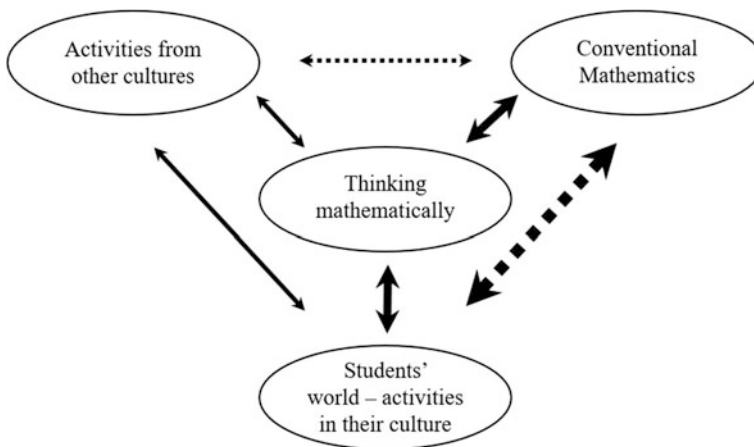 Activities from
other cultures
Conventional
Mathematics
Thinking
mathematically
Students’
world – activities
in their culture